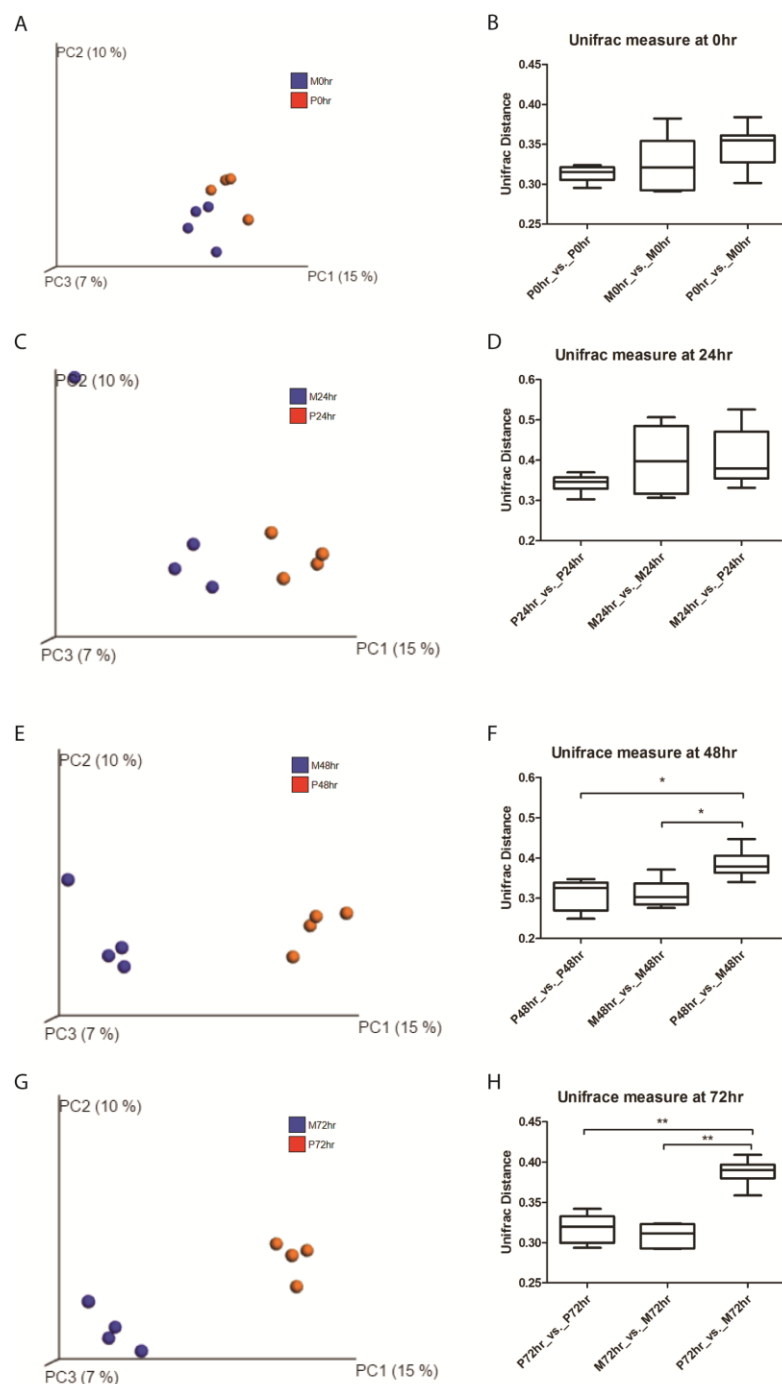 A
PC2 (10 %)
M0hr
P0hr
PC3 (7 %)
PC1 (15 %)
B
Unifrac measure at 0hr
Unifrac Distance
0.45
0.40
0.35
0.30
0.25
P0hr_vs._P0hr
M0hr_vs._M0hr
P0hr_vs._M0hr
C
PC2 (10 %)
M24hr
P24hr
PC3 (7 %)
PC1 (15 %)
D
Unifrac measure at 24hr
Unifrac Distance
0.6
0.5
0.4
0.3
0.2
P24hr_vs._P24hr
M24hr_vs._M24hr
M24hr_vs._P24hr
E
PC2 (10 %)
M48hr
P48hr
PC3 (7 %)
PC1 (15 %)
F
Unifrace measure at 48hr
Unifrac Distance
0.6
0.5
0.4
0.3
0.2
*
*
P48hr_vs._P48hr
M48hr_vs._M48hr
P48hr_vs._M48hr
G
PC2 (10 %)
M72hr
P72hr
PC3 (7 %)
PC1 (15 %)
H
Unifrace measure at 72hr
Unifrac Distance
0.45
0.40
0.35
0.30
0.25
**
**
P72hr_vs._P72hr
M72hr_vs._M72hr
P72hr_vs._M72hr